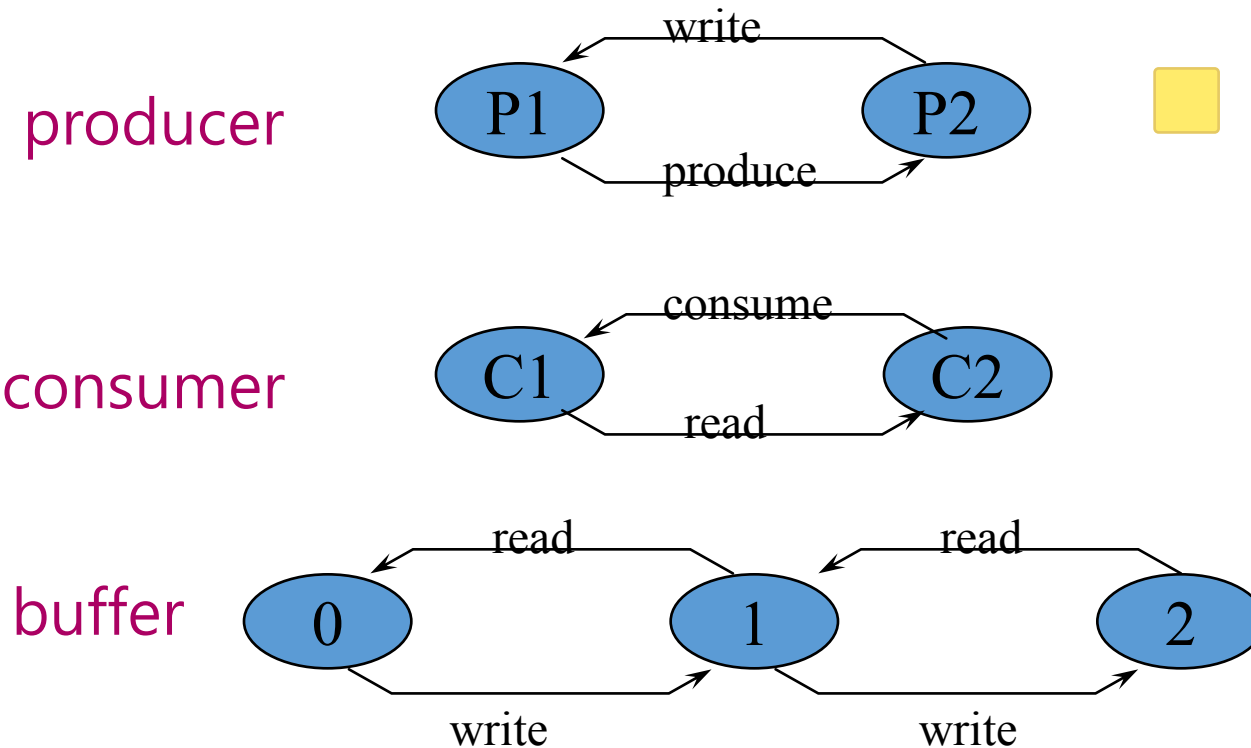 write
producer P1 P2
produce
consume
consumer C1 C2
read
read read
buffer 0 1 2
write write